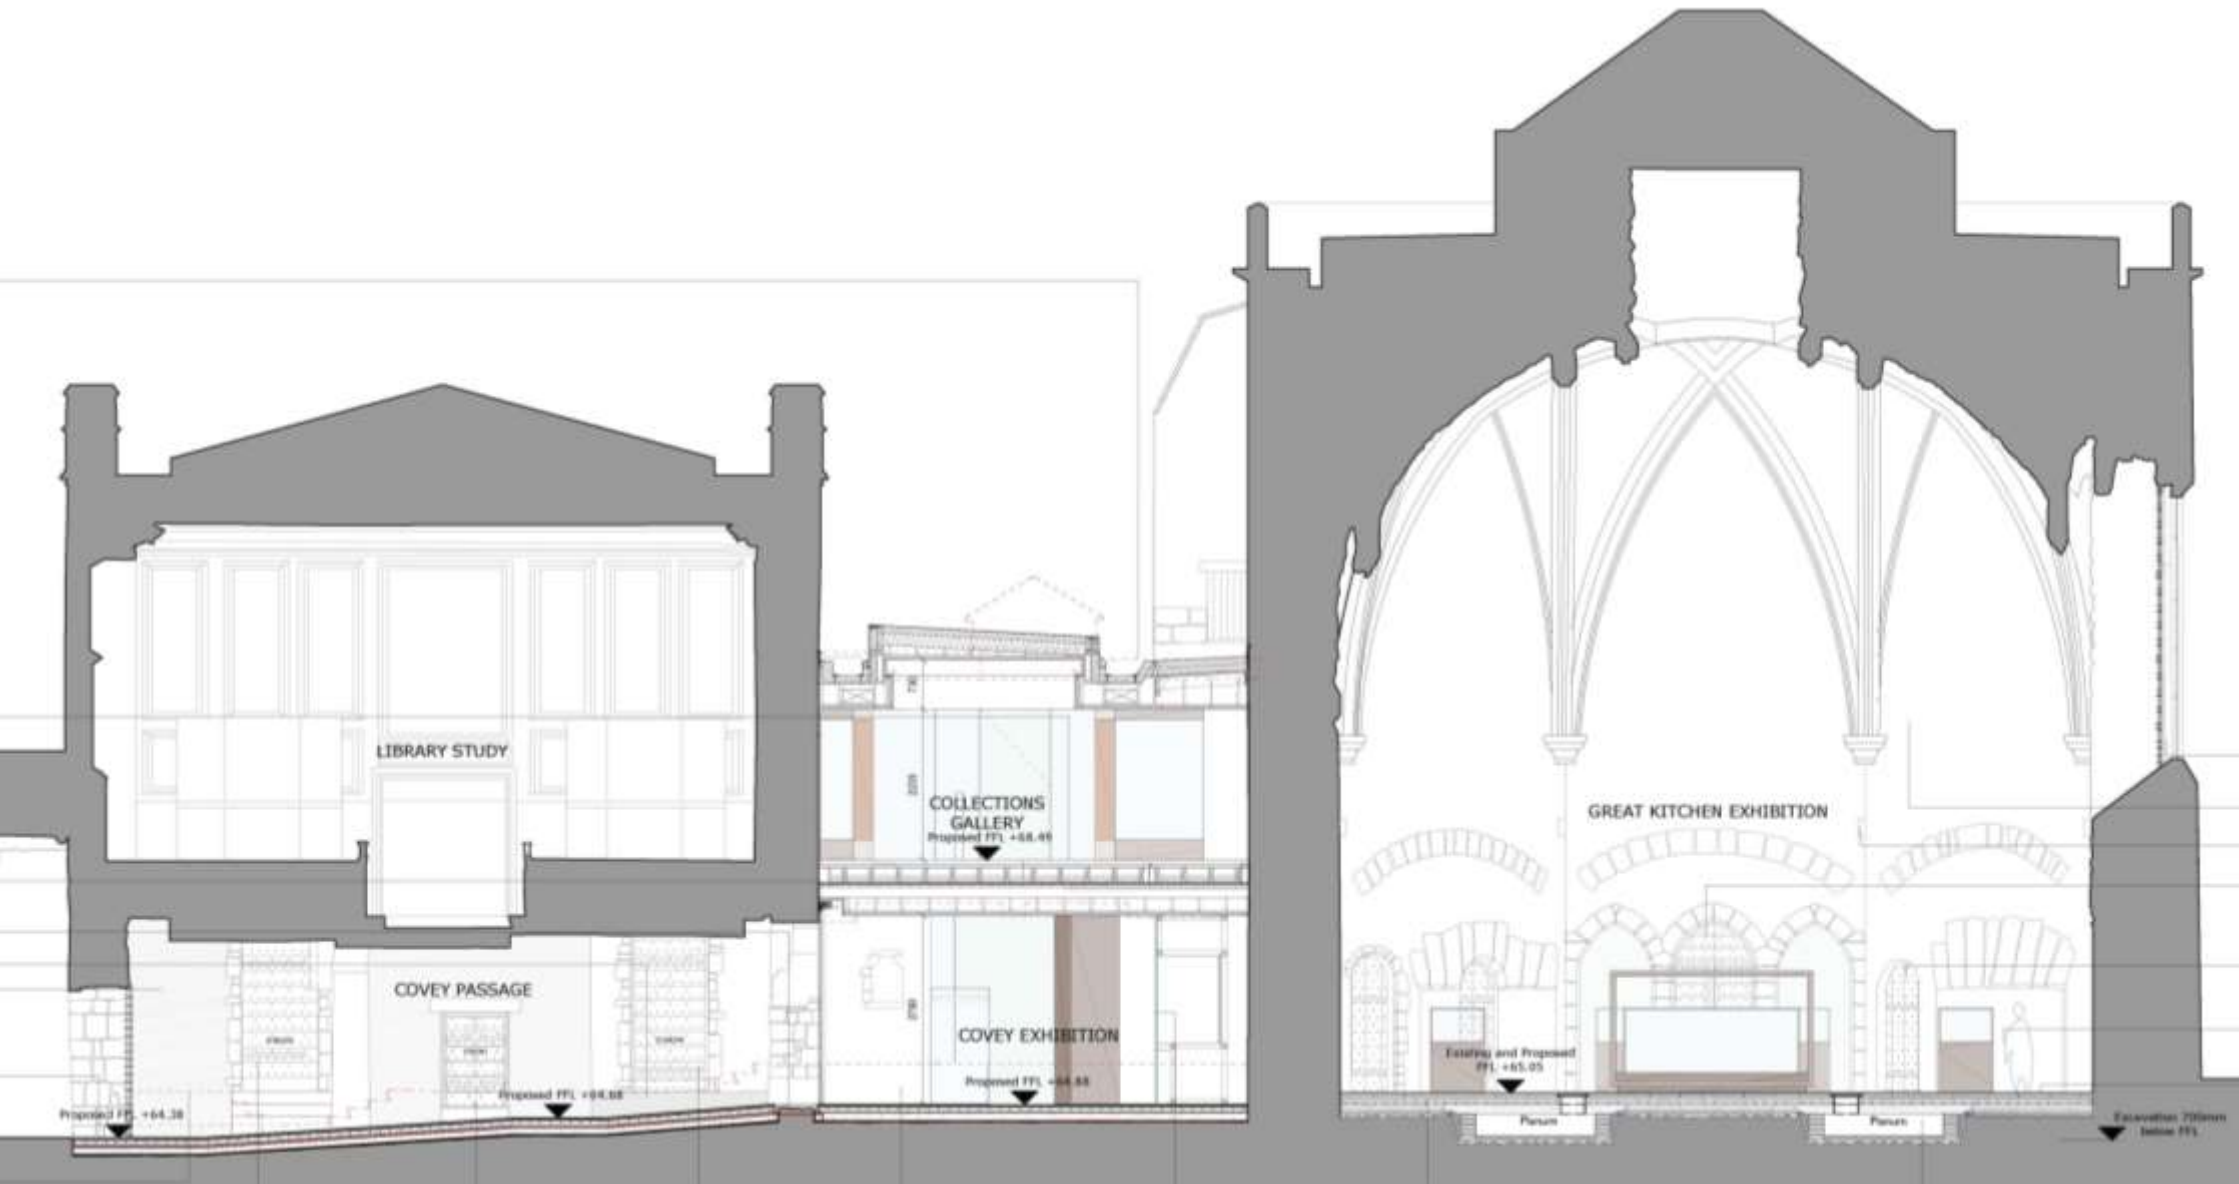 LIBRARY STUDY
COLLECTIONS
GALLERY
Proposed FFL +68.49
GREAT KITCHEN EXHIBITION
COVEY PASSAGE
COVEY EXHIBITION
Existing and Proposed
FFL +65.05
Proposed FFL +64.88
Proposed FFL +64.68
Proposed FFL +64.38
Plenum
Plenum
Excavation 700mm
below FFL